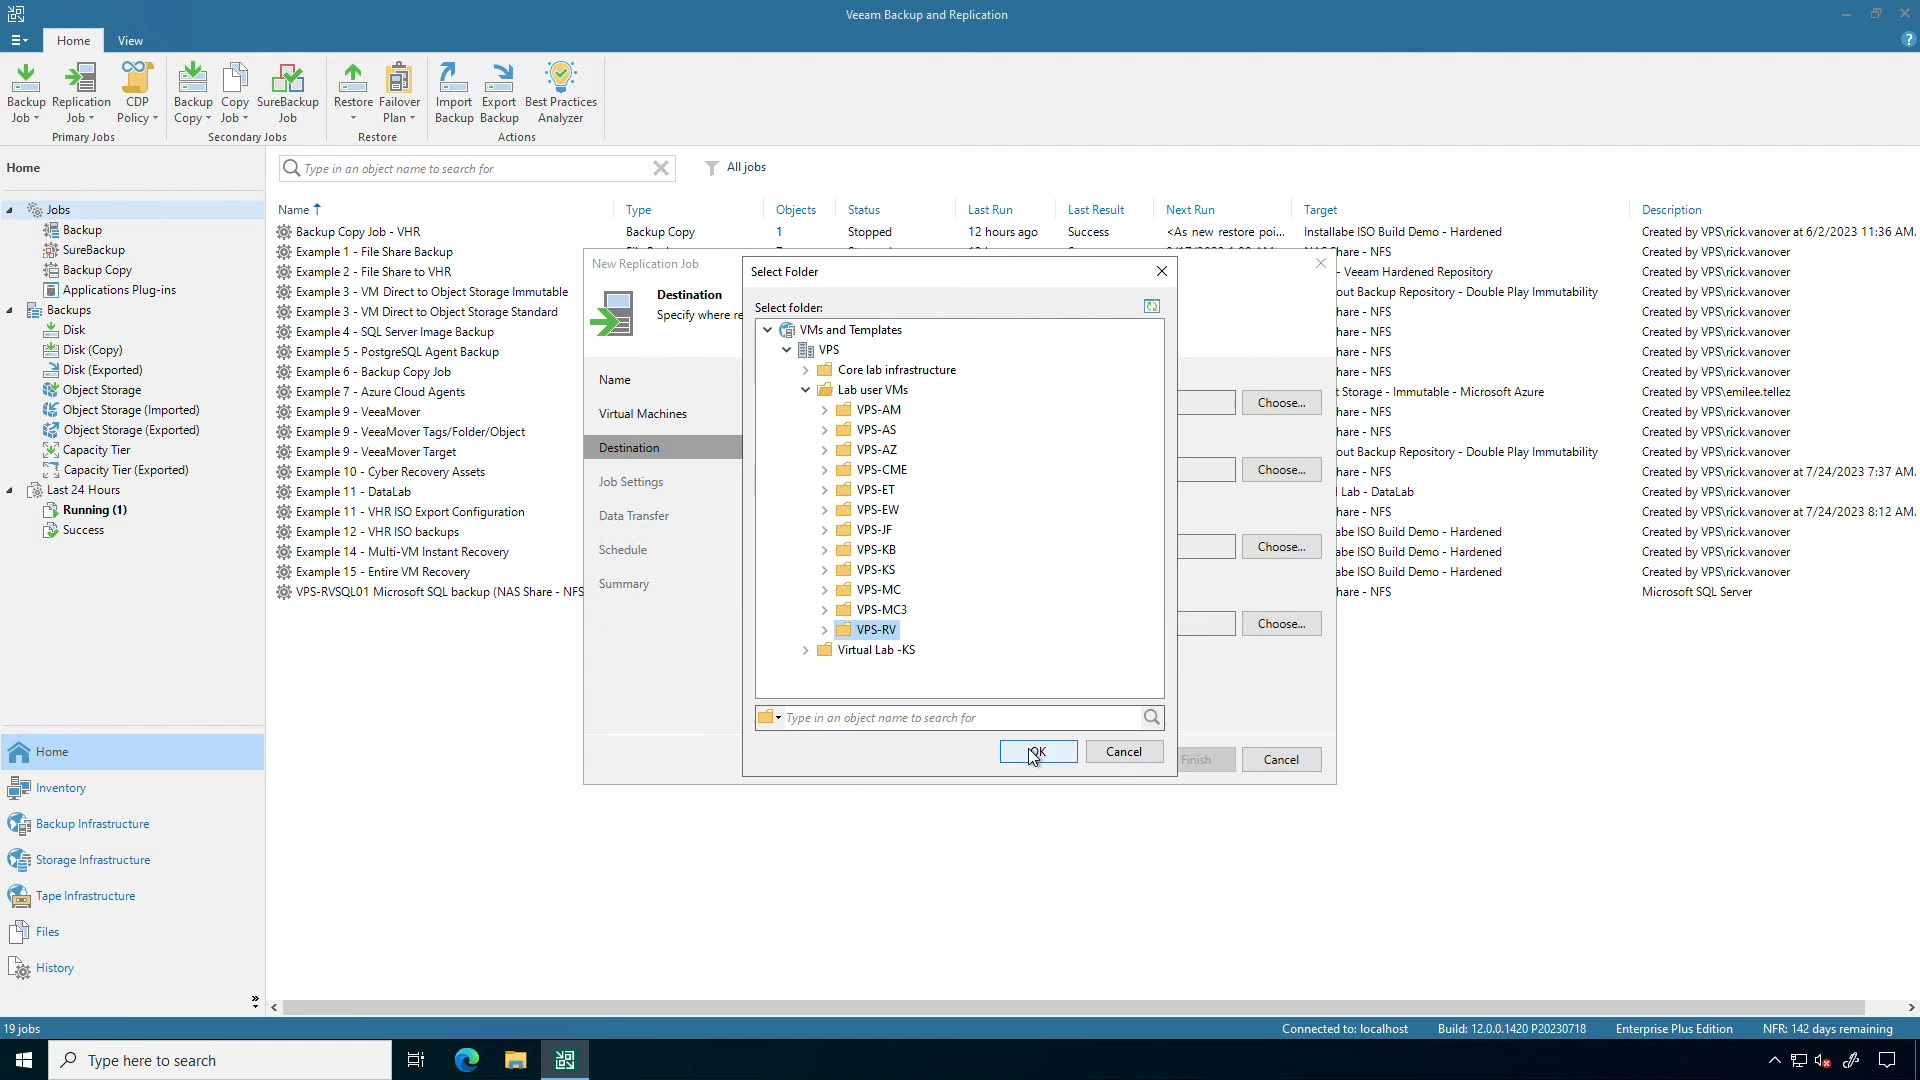 Veeam Backup and Replication
Home View
Backup Job Replication Job CDP Policy Backup Copy Copy Job SureBackup Job Restore Failover Plan Import Backup Export Backup Best Practices Analyzer
Primary Jobs Secondary Jobs Restore Actions
Home
Type in an object name to search for All jobs
Jobs
Backup
SureBackup
Backup Copy
Applications Plug-ins
Backups
Disk
Disk (Copy)
Disk (Exported)
Object Storage
Object Storage (Imported)
Object Storage (Exported)
Capacity Tier
Capacity Tier (Exported)
Last 24 Hours
Running (1)
Success
Home
Inventory
Backup Infrastructure
Storage Infrastructure
Tape Infrastructure
Files
History
Name Type Objects Status Last Run Last Result Next Run Target Description
Backup Copy Job - VHR Backup Copy 1 Stopped 12 hours ago Success <As new restore poi... Installabe ISO Build Demo - Hardened Created by VPS\rick.vanover at 6/2/2023 11:36 AM.
Example 1 - File Share Backup hare - NFS Created by VPS\rick.vanover
Example 2 - File Share to VHR - Veeam Hardened Repository Created by VPS\rick.vanover
Example 3 - VM Direct to Object Storage Immutable out Backup Repository - Double Play Immutability Created by VPS\rick.vanover
Example 3 - VM Direct to Object Storage Standard hare - NFS Created by VPS\rick.vanover
Example 4 - SQL Server Image Backup hare - NFS Created by VPS\rick.vanover
Example 5 - PostgreSQL Agent Backup hare - NFS Created by VPS\rick.vanover
Example 6 - Backup Copy Job hare - NFS Created by VPS\rick.vanover
Example 7 - Azure Cloud Agents t Storage - Immutable - Microsoft Azure Created by VPS\emilee.tellez
Example 9 - VeeaMover hare - NFS Created by VPS\rick.vanover
Example 9 - VeeaMover Tags/Folder/Object hare - NFS Created by VPS\rick.vanover
Example 9 - VeeaMover Target out Backup Repository - Double Play Immutability Created by VPS\rick.vanover
Example 10 - Cyber Recovery Assets hare - NFS Created by VPS\rick.vanover at 7/24/2023 7:37 AM.
Example 11 - DataLab l Lab - DataLab Created by VPS\rick.vanover
Example 11 - VHR ISO Export Configuration hare - NFS Created by VPS\rick.vanover at 7/24/2023 8:12 AM.
Example 12 - VHR ISO backups abe ISO Build Demo - Hardened Created by VPS\rick.vanover
Example 14 - Multi-VM Instant Recovery abe ISO Build Demo - Hardened Created by VPS\rick.vanover
Example 15 - Entire VM Recovery abe ISO Build Demo - Hardened Created by VPS\rick.vanover
VPS-RVSQL01 Microsoft SQL backup (NAS Share - NFS hare - NFS Microsoft SQL Server
New Replication Job
Destination
Specify where re
Name
Virtual Machines
Destination
Job Settings
Data Transfer
Schedule
Summary
Choose...
Choose...
Choose...
Choose...
Finish Cancel
Select Folder
Select folder:
VMs and Templates
VPS
Core lab infrastructure
Lab user VMs
VPS-AM
VPS-AS
VPS-AZ
VPS-CME
VPS-ET
VPS-EW
VPS-JF
VPS-KB
VPS-KS
VPS-MC
VPS-MC3
VPS-RV
Virtual Lab -KS
Type in an object name to search for
OK Cancel
19 jobs Connected to: localhost Build: 12.0.0.1420 P20230718 Enterprise Plus Edition NFR: 142 days remaining
Type here to search